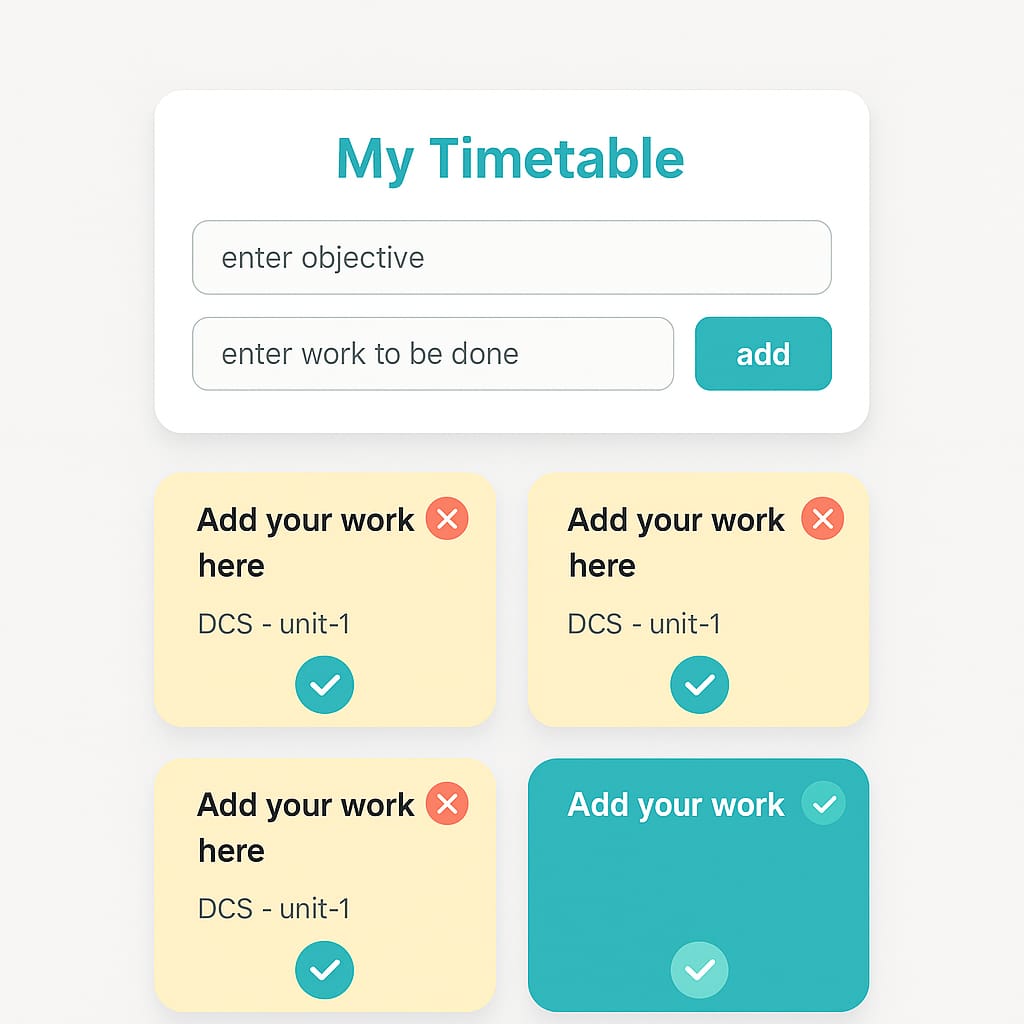 My Timetable
enter objective
enter work to be done
add
Add your work
here
DCS - unit-1
Add your work
here
DCS - unit-1
Add your work
here
DCS - unit-1
Add your work